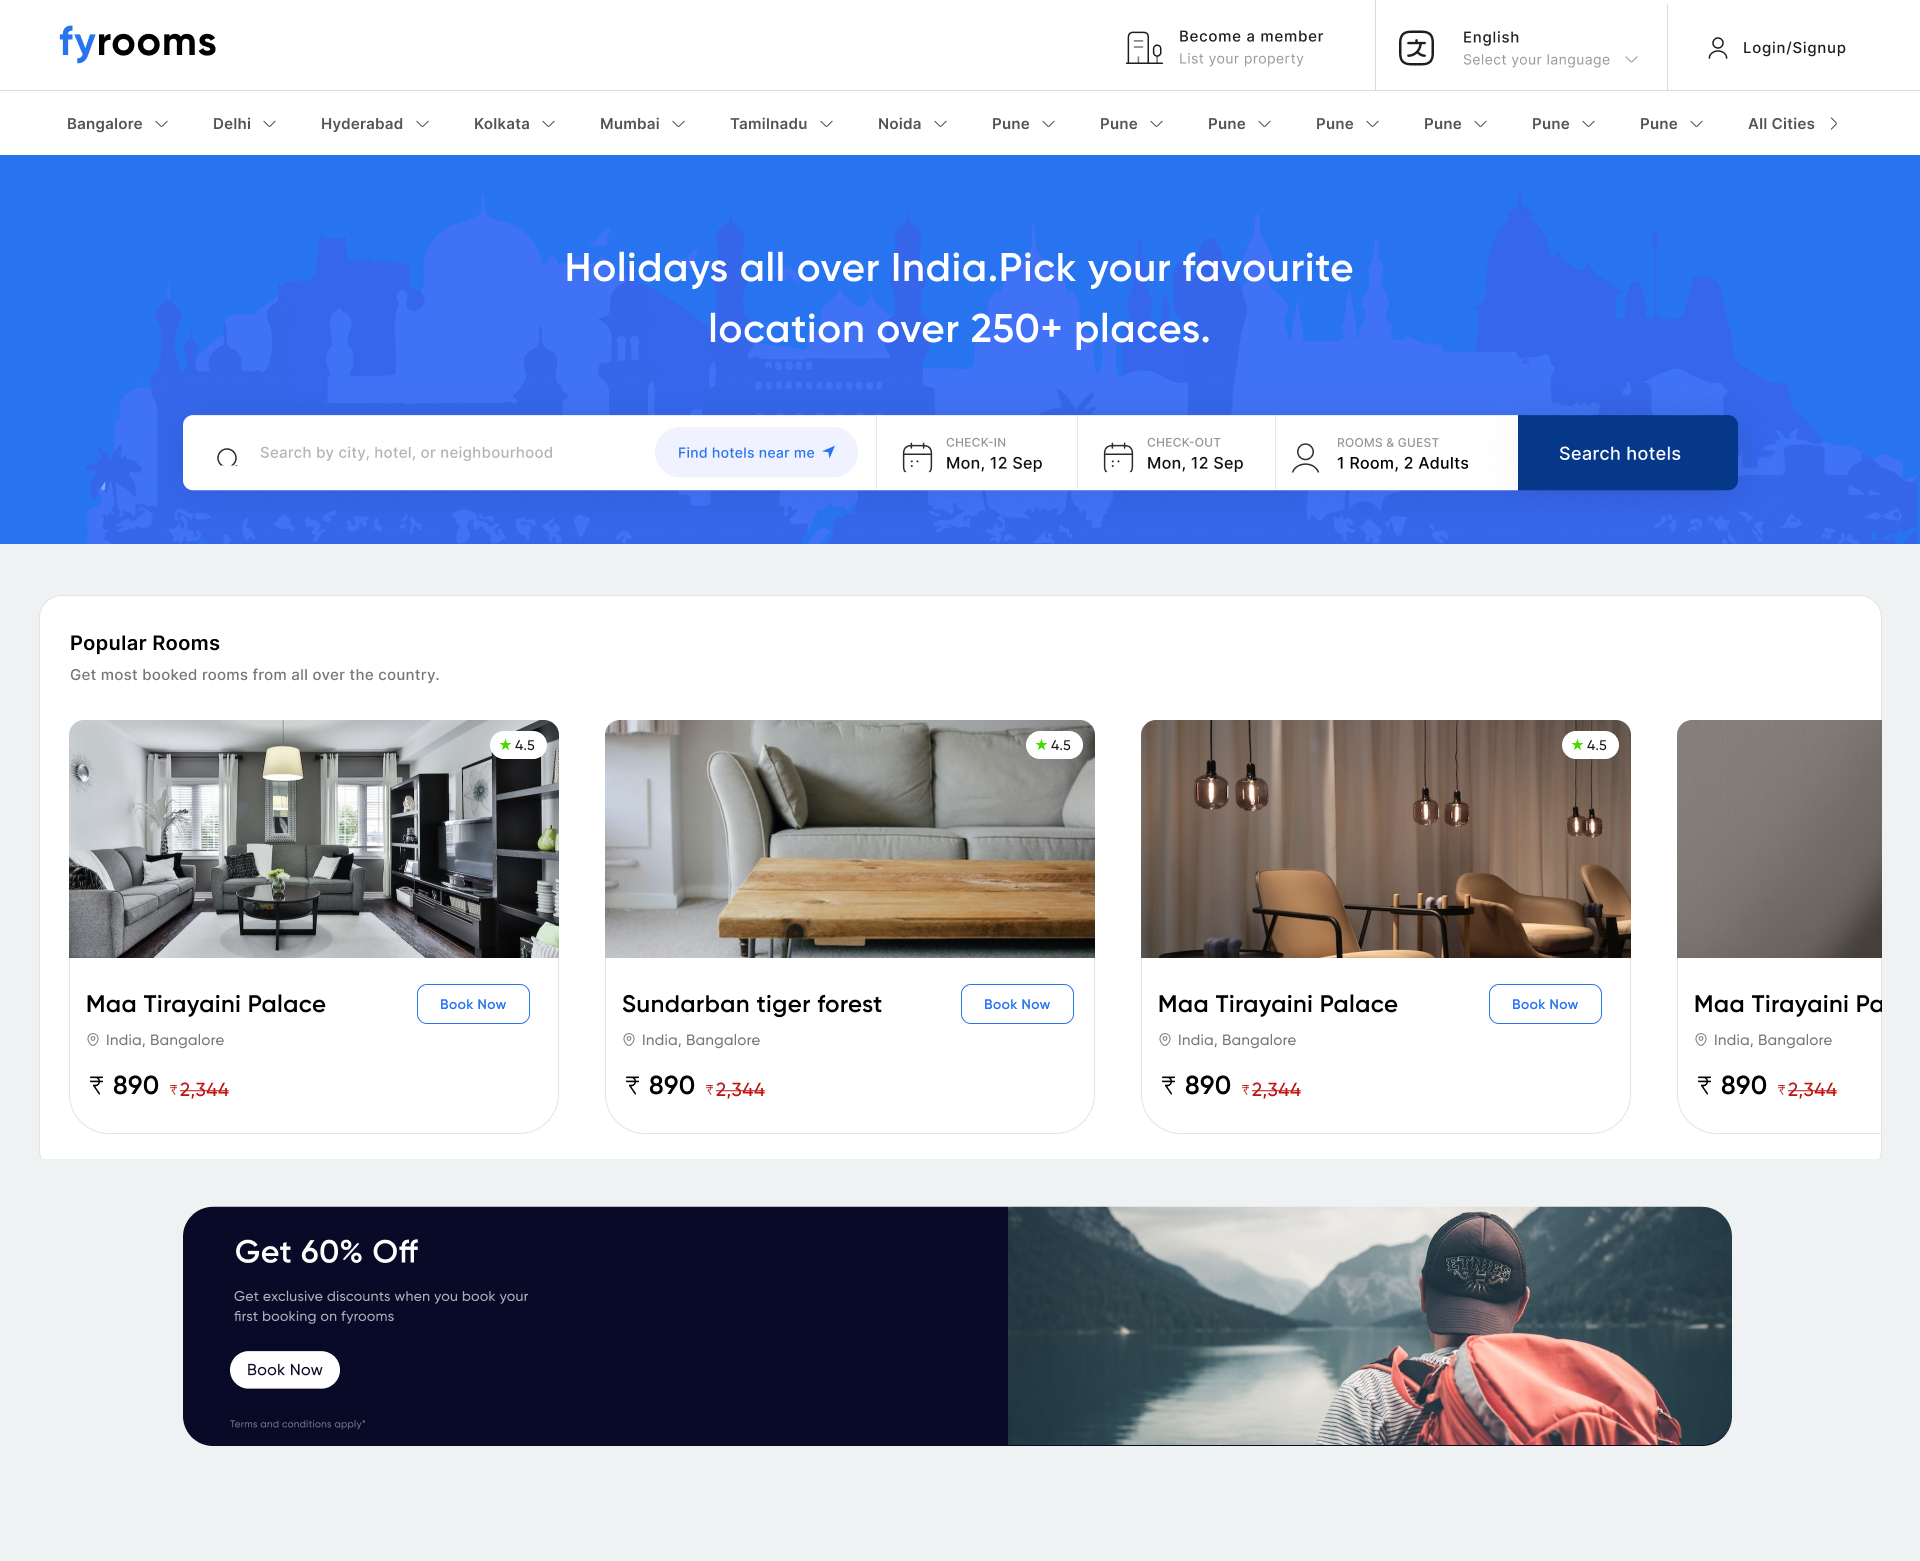 fyrooms
Become a member
List your property
English
Select your language
Login/Signup
Bangalore Delhi Hyderabad Kolkata Mumbai Tamilnadu Noida Pune Pune Pune Pune Pune Pune Pune All Cities
Holidays all over India.Pick your favourite
location over 250+ places.
Search by city, hotel, or neighbourhood
Find hotels near me
CHECK-IN
Mon, 12 Sep
CHECK-OUT
Mon, 12 Sep
ROOMS & GUEST
1 Room, 2 Adults
Search hotels
Popular Rooms
Get most booked rooms from all over the country.
★ 4.5
Maa Tirayaini Palace
Book Now
India, Bangalore
₹ 890 ₹2,344
★ 4.5
Sundarban tiger forest
Book Now
India, Bangalore
₹ 890 ₹2,344
★ 4.5
Maa Tirayaini Palace
Book Now
India, Bangalore
₹ 890 ₹2,344
Maa Tirayaini Pa
India, Bangalore
₹ 890 ₹2,344
Get 60% Off
Get exclusive discounts when you book your
first booking on fyrooms
Book Now
Terms and conditions apply*
ETNIES